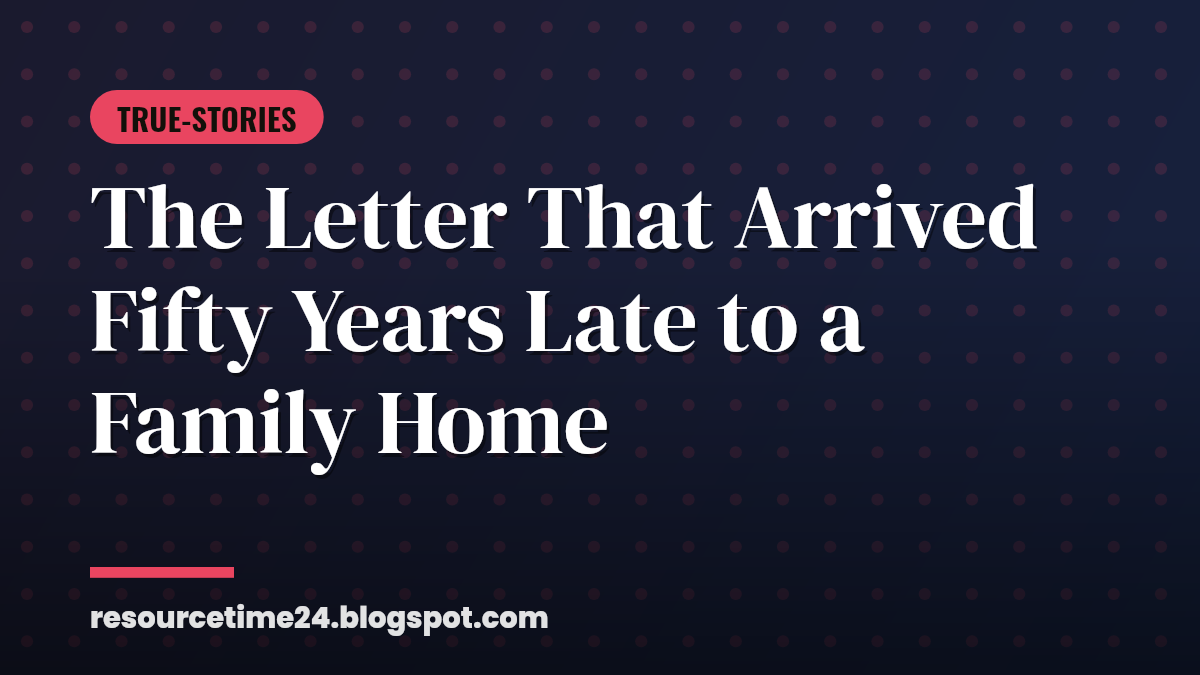 TRUE-STORIES
The Letter That Arrived
Fifty Years Late to a
Family Home
resourcetime24.blogspot.com